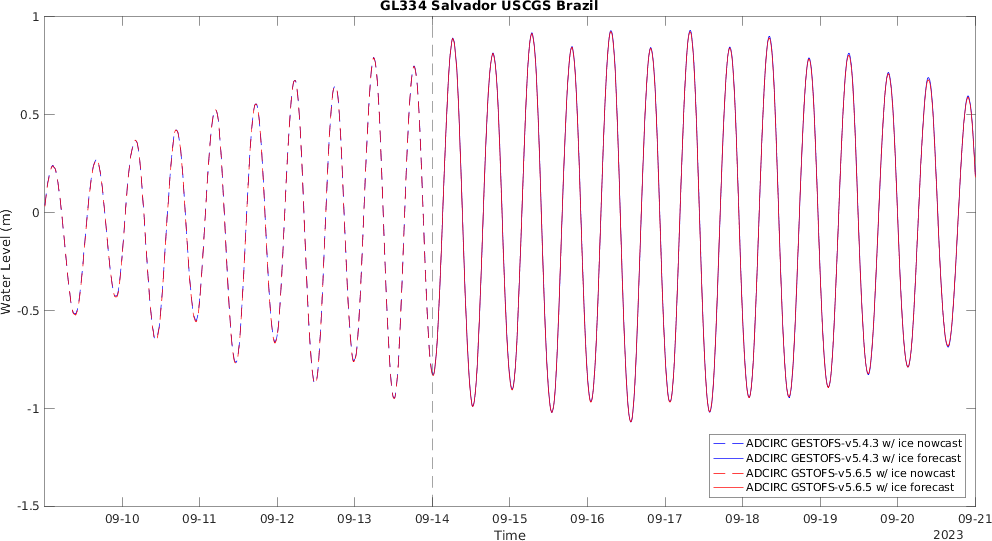 GL334 Salvador USCGS Brazil
Water Level (m)
1
0.5
0
-0.5
-1
-1.5
ADCIRC GESTOFS-v5.4.3 w/ ice nowcast
ADCIRC GESTOFS-v5.4.3 w/ ice forecast
ADCIRC GSTOFS-v5.6.5 w/ ice nowcast
ADCIRC GSTOFS-v5.6.5 w/ ice forecast
09-10 09-11 09-12 09-13 09-14 09-15 09-16 09-17 09-18 09-19 09-20 09-21
Time
2023